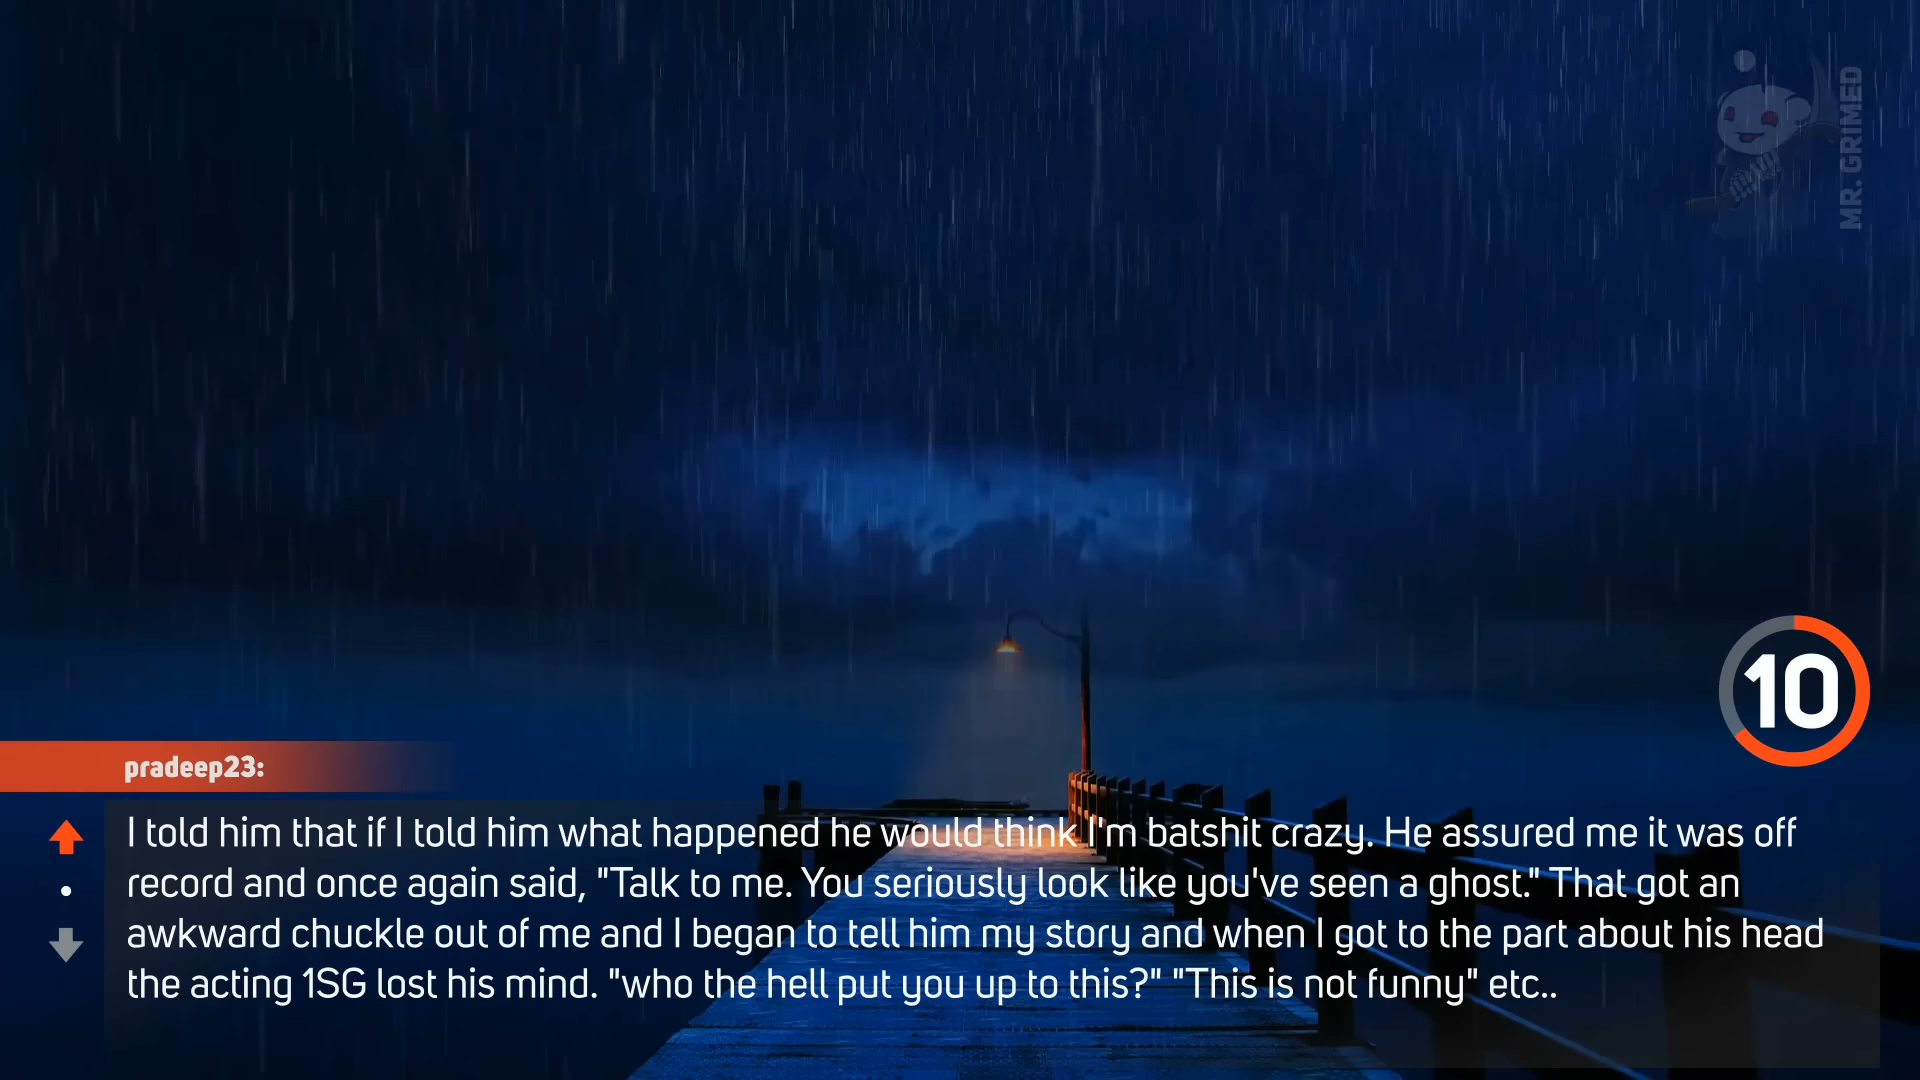 MR. GRIMED
10
pradeep23:
I told him that if I told him what happened he would think I'm batshit crazy. He assured me it was off
record and once again said, "Talk to me. You seriously look like you've seen a ghost." That got an
awkward chuckle out of me and I began to tell him my story and when I got to the part about his head
the acting 1SG lost his mind. "who the hell put you up to this?" "This is not funny" etc..